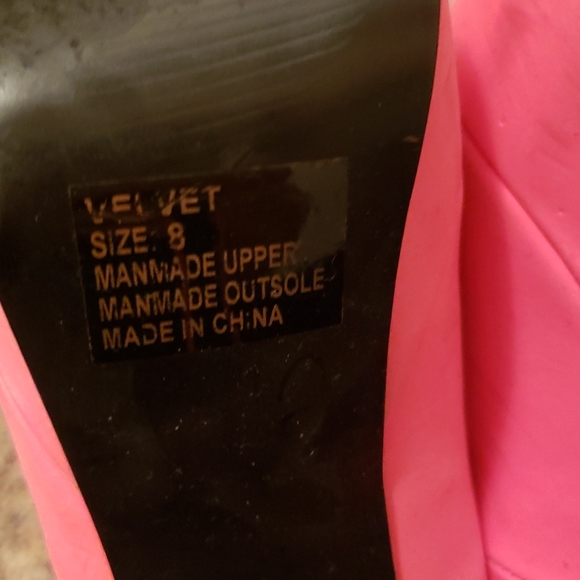 VELVET
SIZE: 8
MANMADE UPPER
MANMADE OUTSOLE
MADE IN CHINA